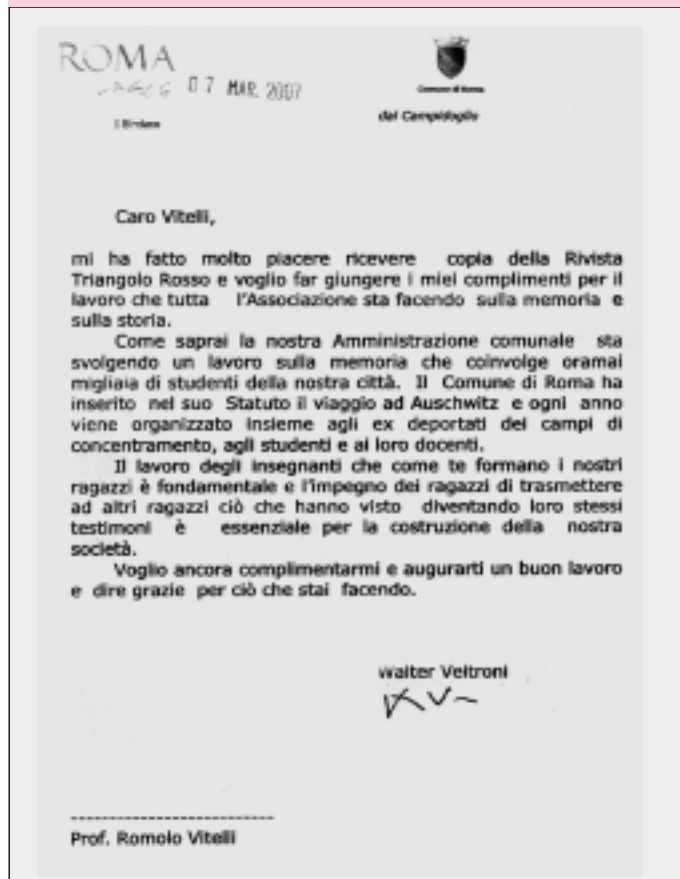 ROMA
07 MAR. 2007
Comune di Roma
Il Sindaco
dal Campidoglio
Caro Vitelli,
mi ha fatto molto piacere ricevere copia della Rivista
Triangolo Rosso e voglio far giungere i miei complimenti per il
lavoro che tutta l'Associazione sta facendo sulla memoria e
sulla storia.
Come saprai la nostra Amministrazione comunale sta
svolgendo un lavoro sulla memoria che coinvolge oramai
migliaia di studenti della nostra città. Il Comune di Roma ha
inserito nel suo Statuto il viaggio ad Auschwitz e ogni anno
viene organizzato insieme agli ex deportati dei campi di
concentramento, agli studenti e ai loro docenti.
Il lavoro degli insegnanti che come te formano i nostri
ragazzi è fondamentale e l'impegno dei ragazzi di trasmettere
ad altri ragazzi ciò che hanno visto diventando loro stessi
testimoni è essenziale per la costruzione della nostra
società.
Voglio ancora complimentarmi e augurarti un buon lavoro
e dire grazie per ciò che stai facendo.
Walter Veltroni
Prof. Romolo Vitelli